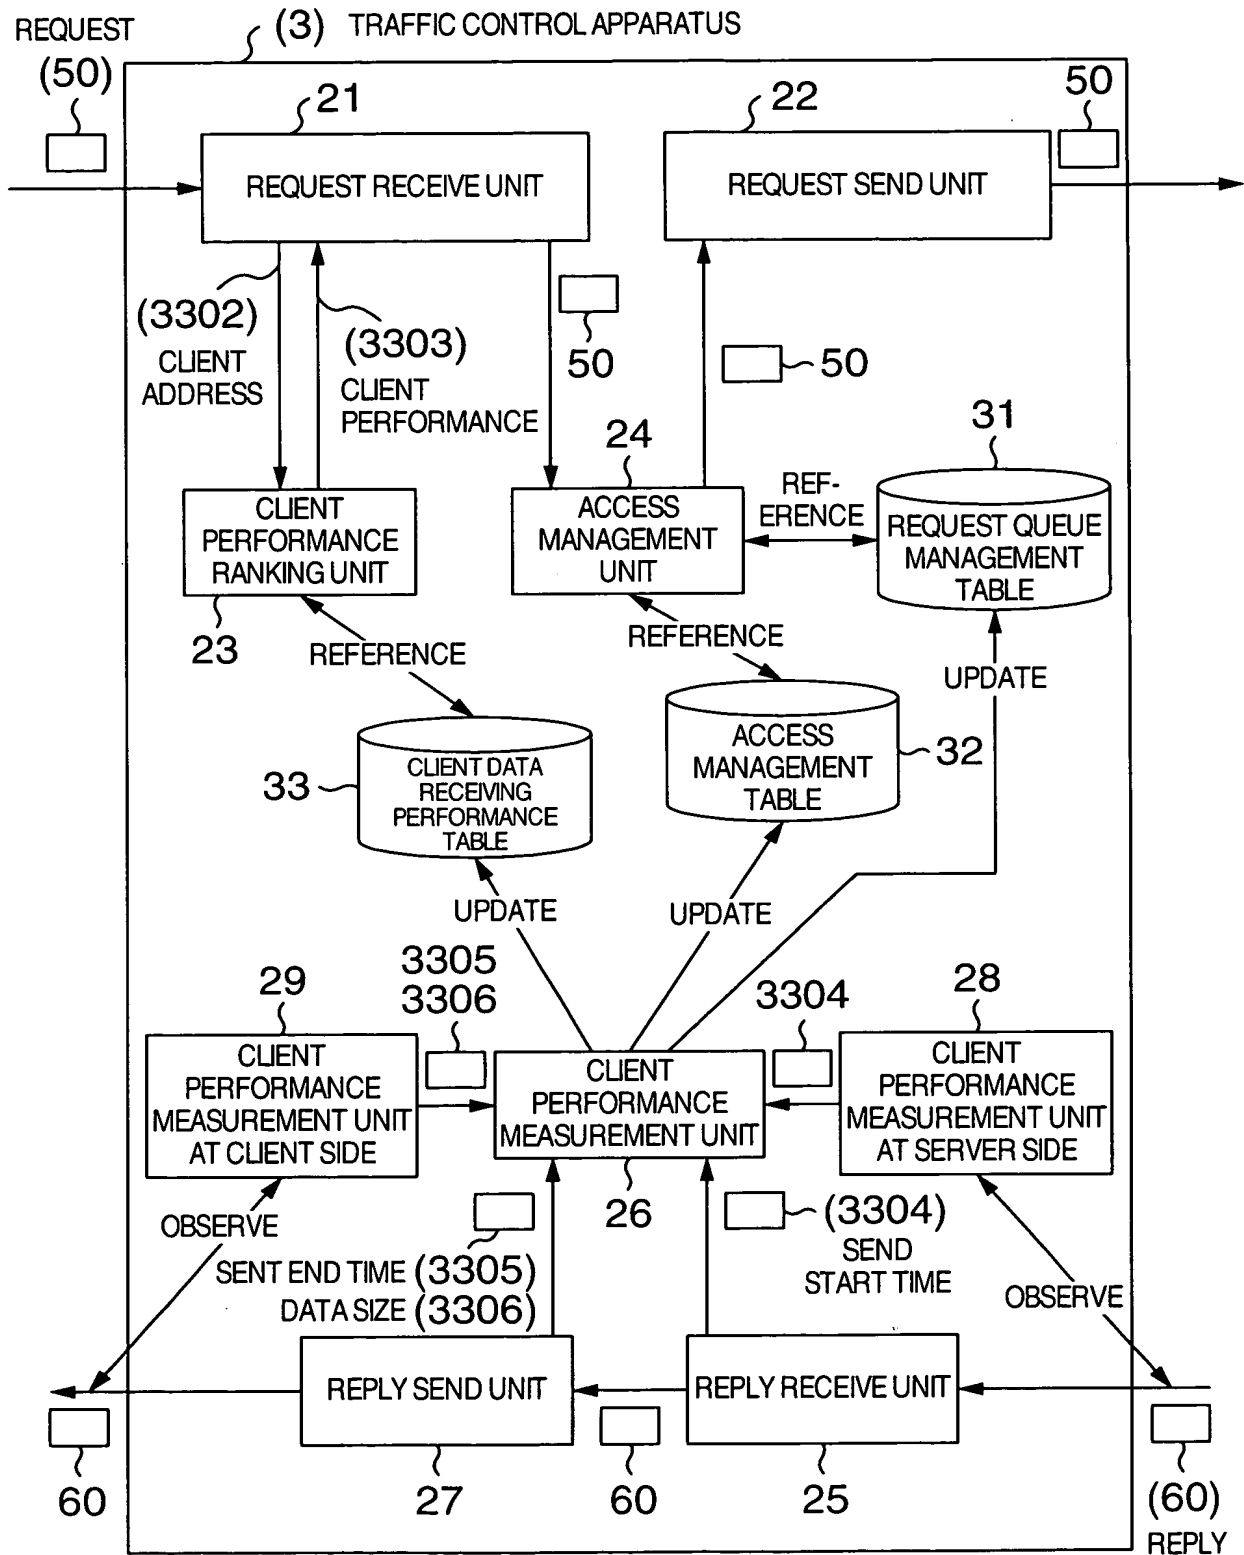 REQUEST
(50)
(3) TRAFFIC CONTROL APPARATUS
21
22
50
REQUEST RECEIVE UNIT
REQUEST SEND UNIT
(3302)
CLIENT
ADDRESS
(3303)
CLIENT
PERFORMANCE
50
50
24
31
CLIENT
PERFORMANCE
RANKING UNIT
23
ACCESS
MANAGEMENT
UNIT
REF-
ERENCE
REQUEST QUEUE
MANAGEMENT
TABLE
REFERENCE
REFERENCE
UPDATE
33
CLIENT DATA
RECEIVING
PERFORMANCE
TABLE
ACCESS
MANAGEMENT
TABLE
32
UPDATE
UPDATE
29
3305
3306
3304
28
CLIENT
PERFORMANCE
MEASUREMENT UNIT
AT CLIENT SIDE
CLIENT
PERFORMANCE
MEASUREMENT UNIT
CLIENT
PERFORMANCE
MEASUREMENT UNIT
AT SERVER SIDE
26
OBSERVE
SENT END TIME (3305)
DATA SIZE (3306)
(3304)
SEND
START TIME
OBSERVE
REPLY SEND UNIT
REPLY RECEIVE UNIT
60
27
60
25
(60)
REPLY